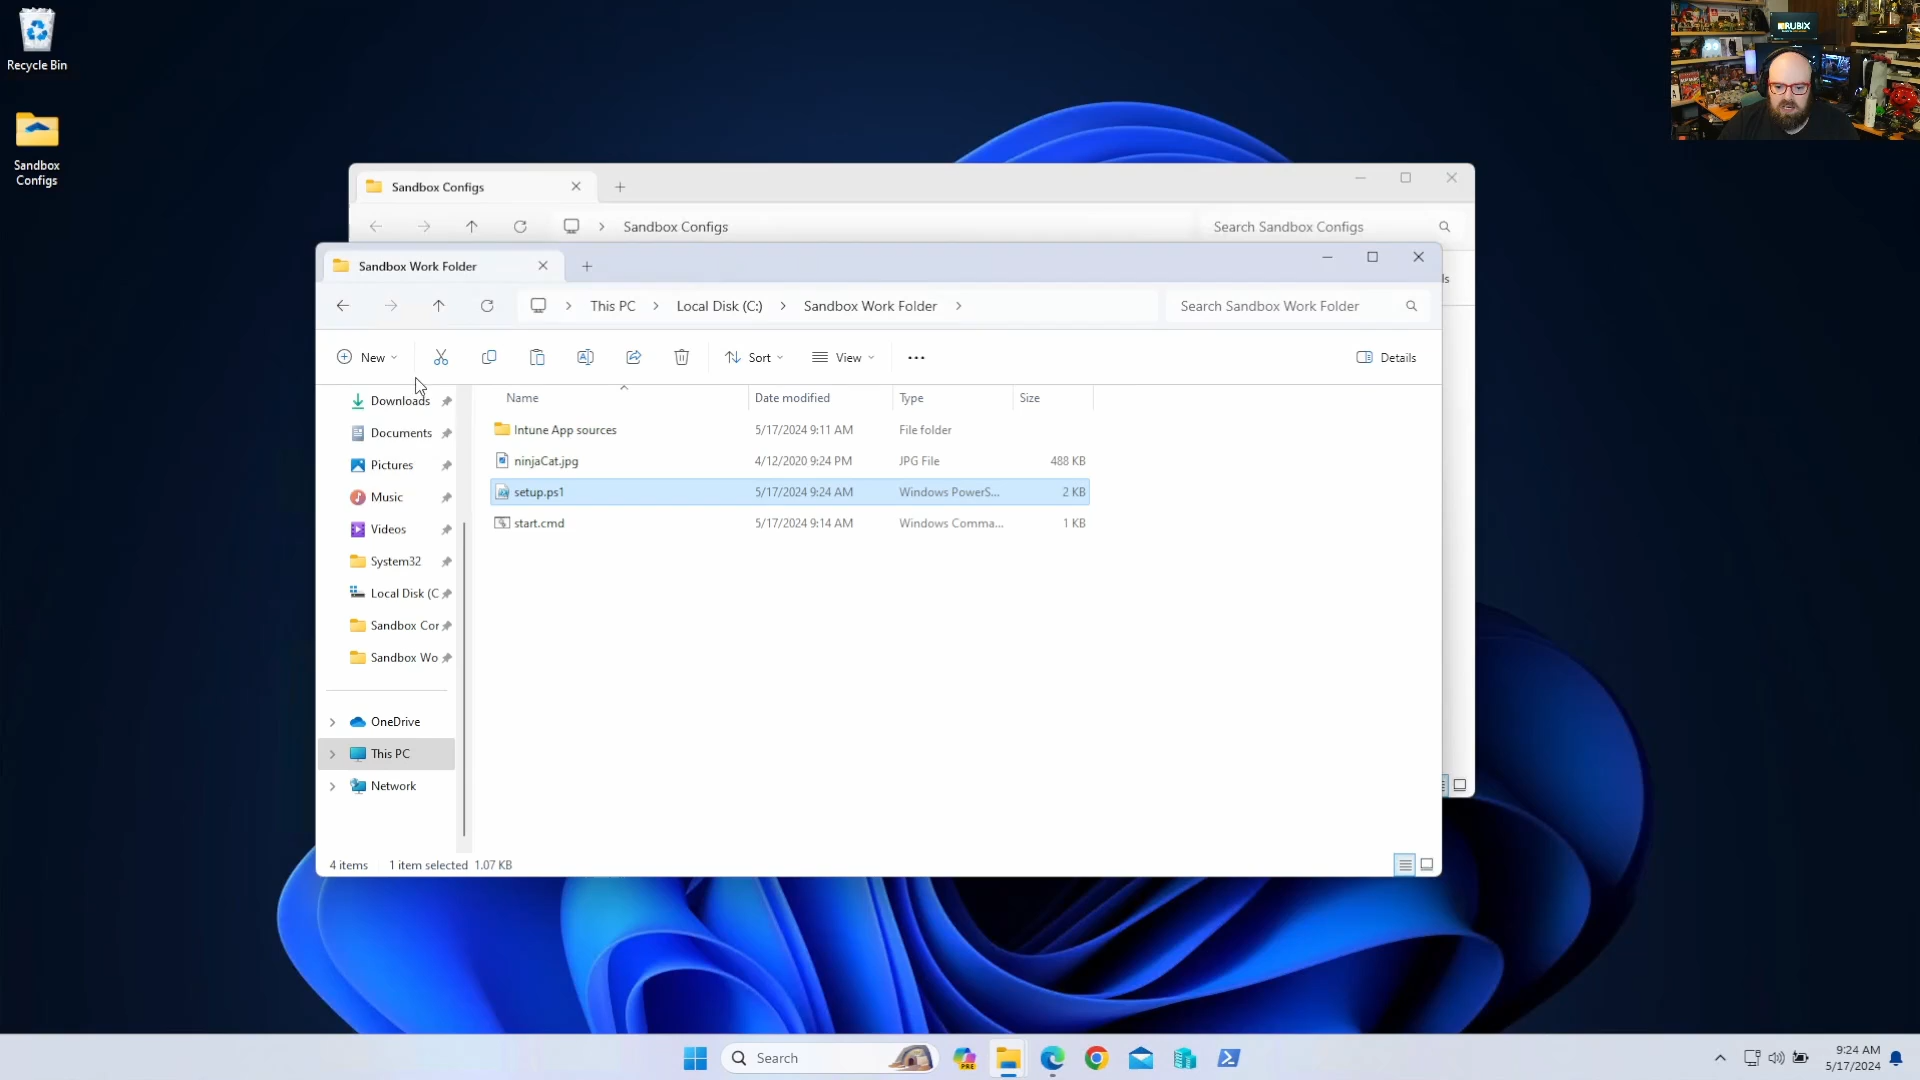 Recycle Bin
Sandbox
Configs
RUBIX
Sandbox Configs
Sandbox Configs
Search Sandbox Configs
ls
Sandbox Work Folder
This PC
Local Disk (C:)
Sandbox Work Folder
Search Sandbox Work Folder
New
Sort
View
Details
Downloads
Documents
Pictures
Music
Videos
System32
Local Disk (C
Sandbox Cor
Sandbox Wo
OneDrive
This PC
Network
Name
Date modified
Type
Size
Intune App sources
5/17/2024 9:11 AM
File folder
ninjaCat.jpg
4/12/2020 9:24 PM
JPG File
488 KB
setup.ps1
5/17/2024 9:24 AM
Windows PowerS...
2 KB
start.cmd
5/17/2024 9:14 AM
Windows Comma...
1 KB
4 items
1 item selected 1.07 KB
Search
PRE
9:24 AM
5/17/2024